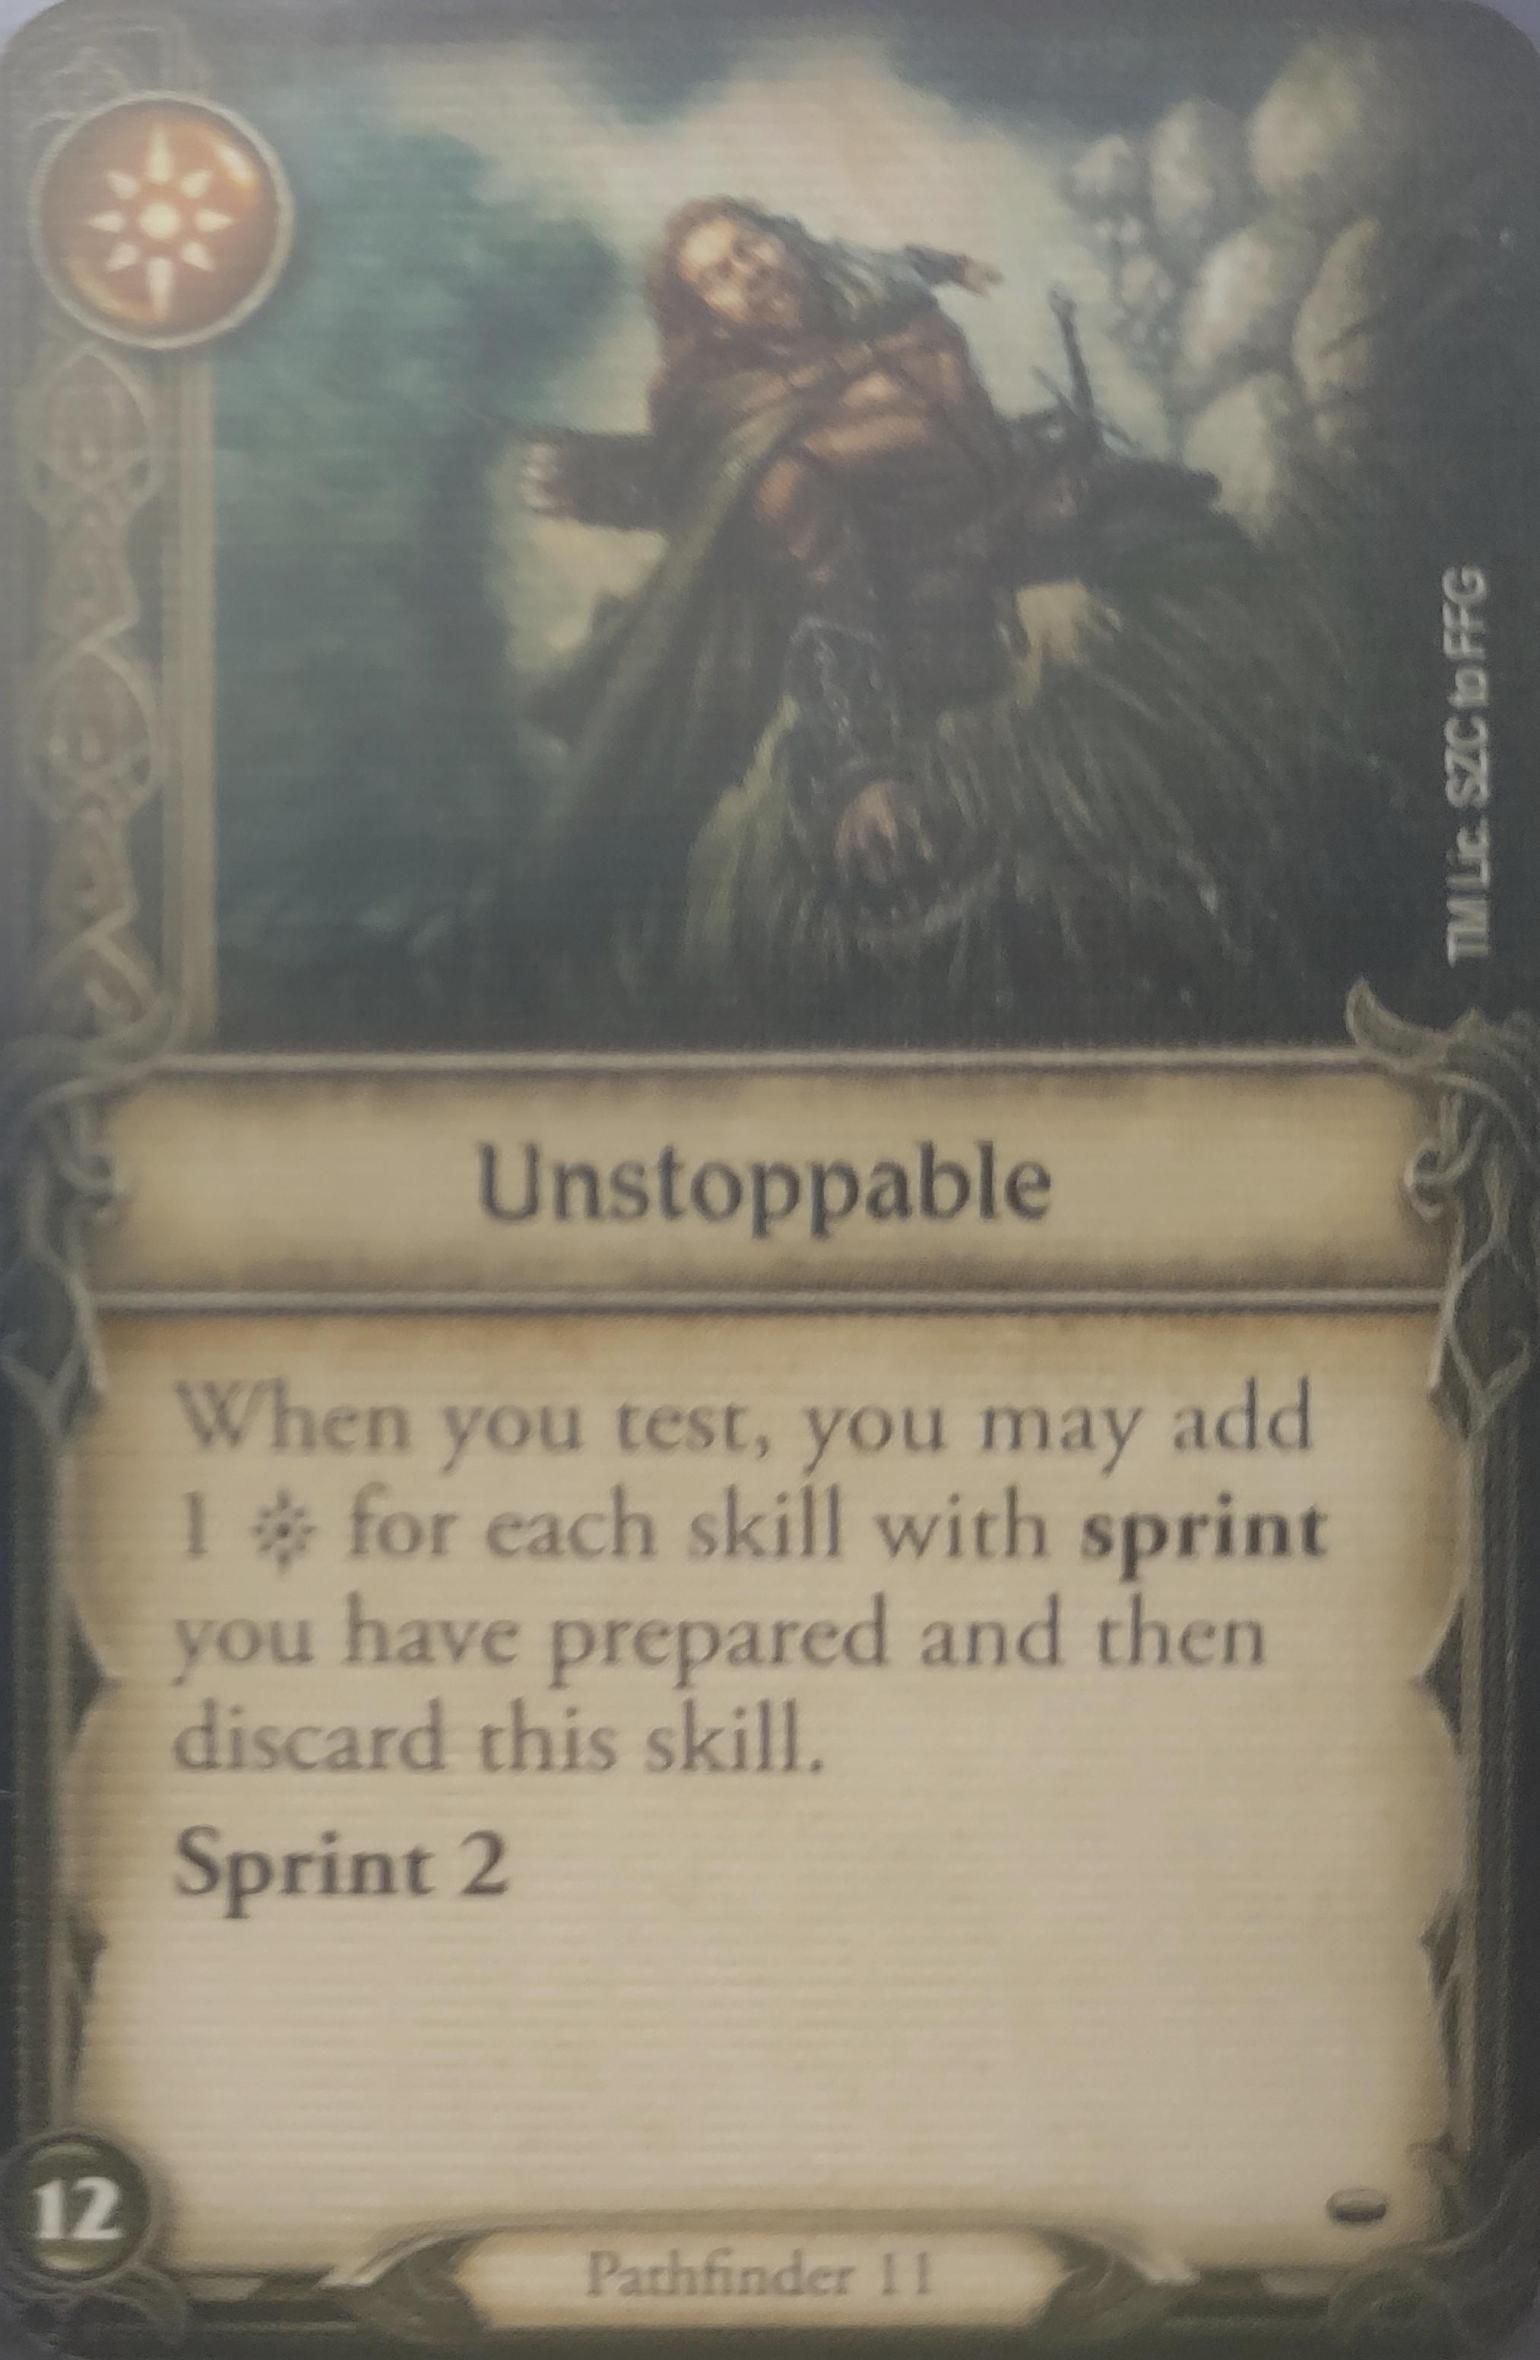 TM Lic. SZC to FFG
Unstoppable
When you test, you may add
1 ☀ for each skill with sprint
you have prepared and then
discard this skill.
Sprint 2
12
Pathfinder 11